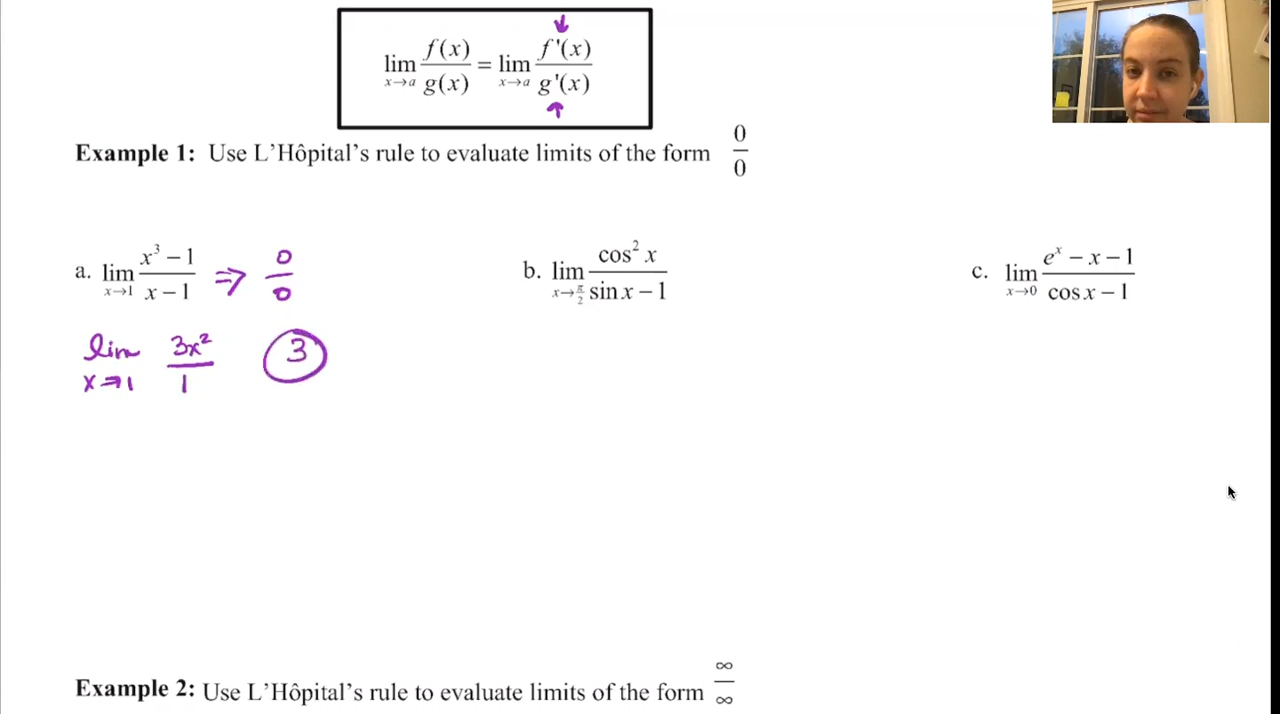 lim x→a f(x)/g(x) = lim x→a f'(x)/g'(x)
Example 1: Use L'Hôpital's rule to evaluate limits of the form 0/0
a. lim x→1 x³ − 1 / x − 1 ⇒ 0/0
b. lim x→π/2 cos² x / sin x − 1
c. lim x→0 eˣ − x − 1 / cos x − 1
lim x→1 3x²/1 3
Example 2: Use L'Hôpital's rule to evaluate limits of the form ∞/∞